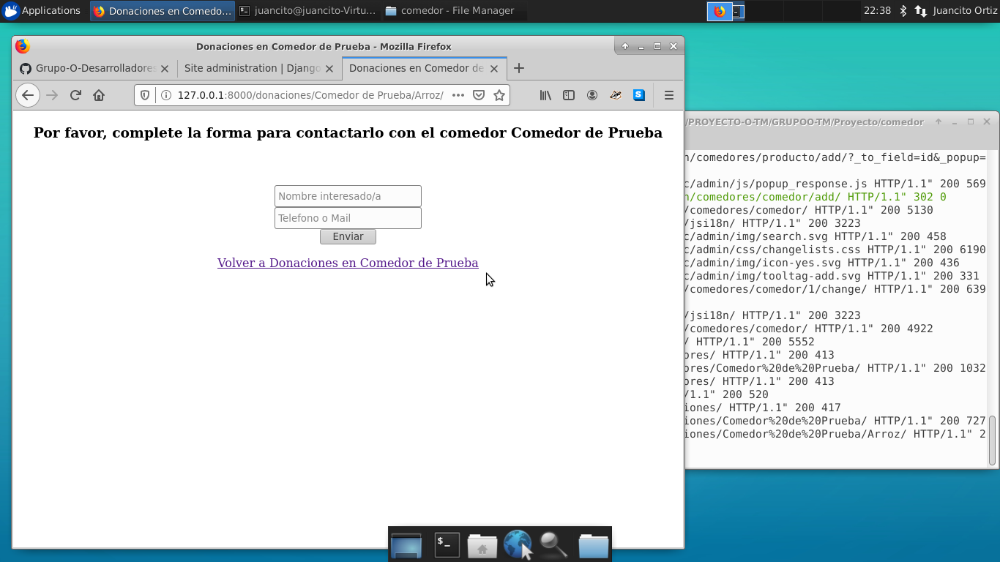 Applications
Donaciones en Comedo...
juancito@juancito-Virtu...
comedor - File Manager
22:38
Juancito Ortiz
Donaciones en Comedor de Prueba - Mozilla Firefox
Grupo-O-Desarrolladores
Site administration | Django
Donaciones en Comedor de
127.0.0.1:8000/donaciones/Comedor de Prueba/Arroz/
Por favor, complete la forma para contactarlo con el comedor Comedor de Prueba
Nombre interesado/a
Telefono o Mail
Enviar
Volver a Donaciones en Comedor de Prueba
/PROYECTO-O-TM/GRUPOO-TM/Proyecto/comedor
n/comedores/producto/add/?_to_field=id&_popup=
c/admin/js/popup_response.js HTTP/1.1" 200 569
n/comedores/comedor/add/ HTTP/1.1" 302 0
/comedores/comedor/ HTTP/1.1" 200 5130
/jsi18n/ HTTP/1.1" 200 3223
c/admin/img/search.svg HTTP/1.1" 200 458
c/admin/css/changelists.css HTTP/1.1" 200 6190
c/admin/img/icon-yes.svg HTTP/1.1" 200 436
c/admin/img/tooltag-add.svg HTTP/1.1" 200 331
/comedores/comedor/1/change/ HTTP/1.1" 200 639
/jsi18n/ HTTP/1.1" 200 3223
/comedores/comedor/ HTTP/1.1" 200 4922
/ HTTP/1.1" 200 5552
ores/ HTTP/1.1" 200 413
ores/Comedor%20de%20Prueba/ HTTP/1.1" 200 1032
ores/ HTTP/1.1" 200 413
/1.1" 200 520
iones/ HTTP/1.1" 200 417
iones/Comedor%20de%20Prueba/ HTTP/1.1" 200 727
iones/Comedor%20de%20Prueba/Arroz/ HTTP/1.1" 2